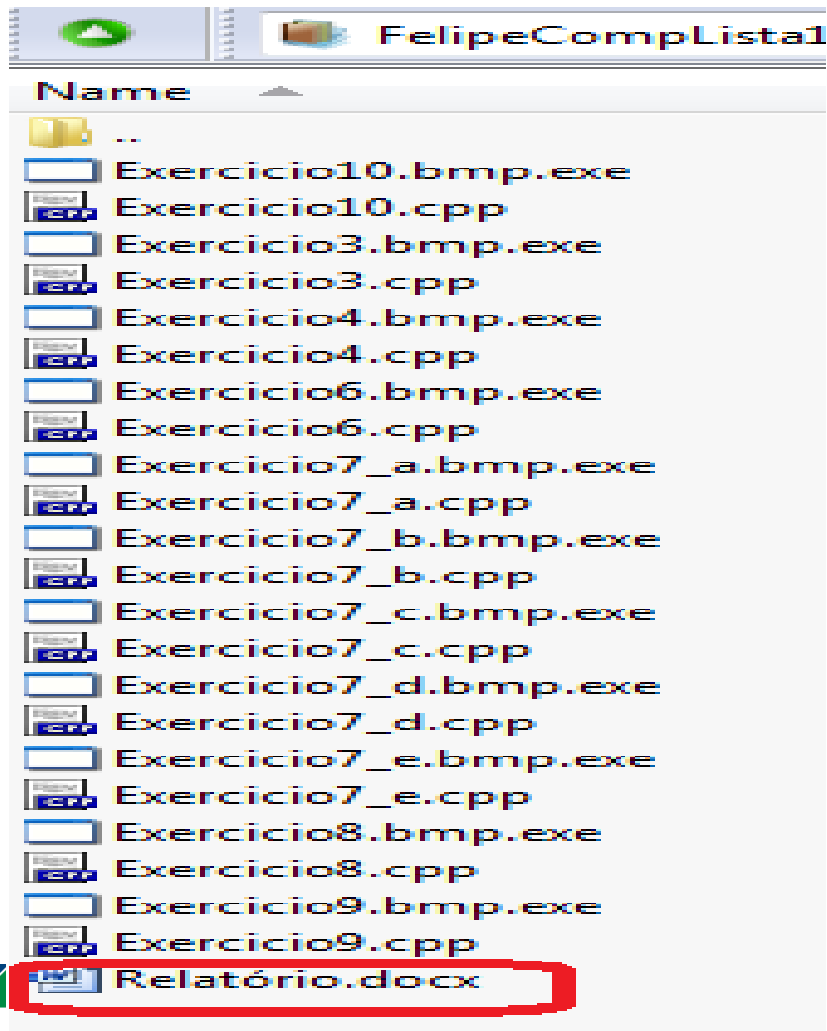 FelipeCompLista1
Name
..
Exercicio10.bmp.exe
Exercicio10.cpp
Exercicio3.bmp.exe
Exercicio3.cpp
Exercicio4.bmp.exe
Exercicio4.cpp
Exercicio6.bmp.exe
Exercicio6.cpp
Exercicio7_a.bmp.exe
Exercicio7_a.cpp
Exercicio7_b.bmp.exe
Exercicio7_b.cpp
Exercicio7_c.bmp.exe
Exercicio7_c.cpp
Exercicio7_d.bmp.exe
Exercicio7_d.cpp
Exercicio7_e.bmp.exe
Exercicio7_e.cpp
Exercicio8.bmp.exe
Exercicio8.cpp
Exercicio9.bmp.exe
Exercicio9.cpp
Relatório.docx